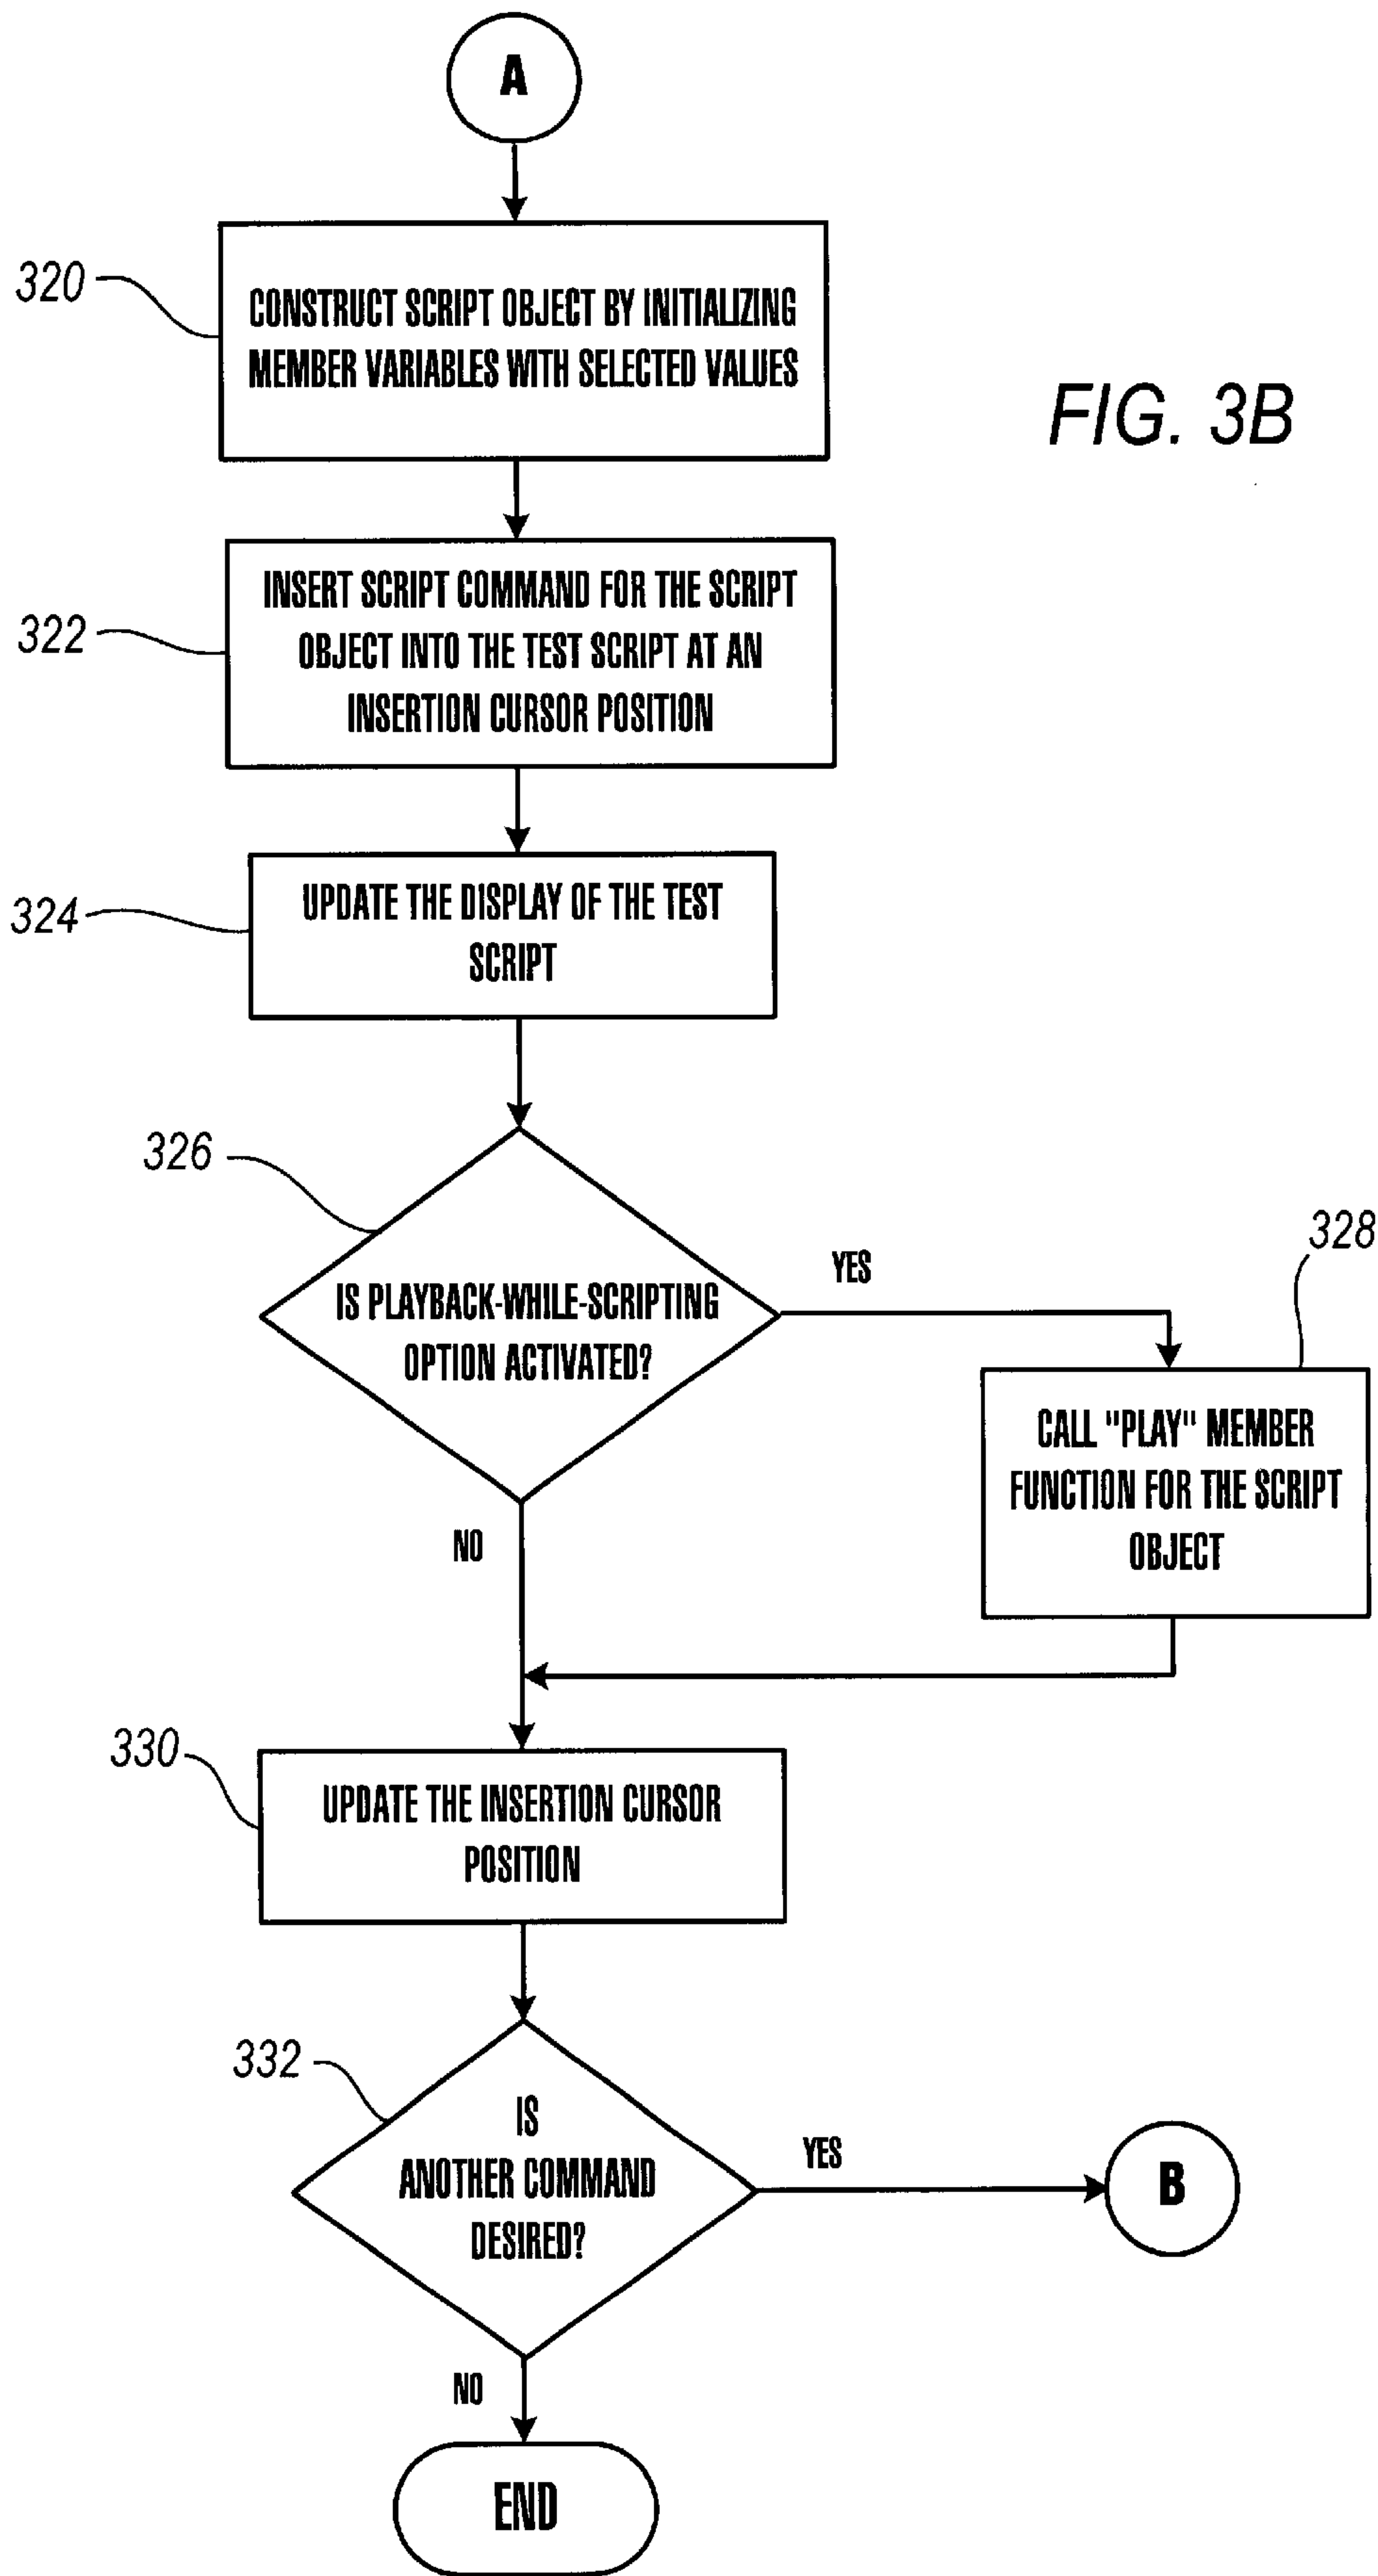 A
320
CONSTRUCT SCRIPT OBJECT BY INITIALIZING
MEMBER VARIABLES WITH SELECTED VALUES
FIG. 3B
322
INSERT SCRIPT COMMAND FOR THE SCRIPT
OBJECT INTO THE TEST SCRIPT AT AN
INSERTION CURSOR POSITION
324
UPDATE THE DISPLAY OF THE TEST
SCRIPT
326
IS PLAYBACK-WHILE-SCRIPTING
OPTION ACTIVATED?
YES
328
CALL "PLAY" MEMBER
FUNCTION FOR THE SCRIPT
OBJECT
NO
330
UPDATE THE INSERTION CURSOR
POSITION
332
IS
ANOTHER COMMAND
DESIRED?
YES
B
NO
END